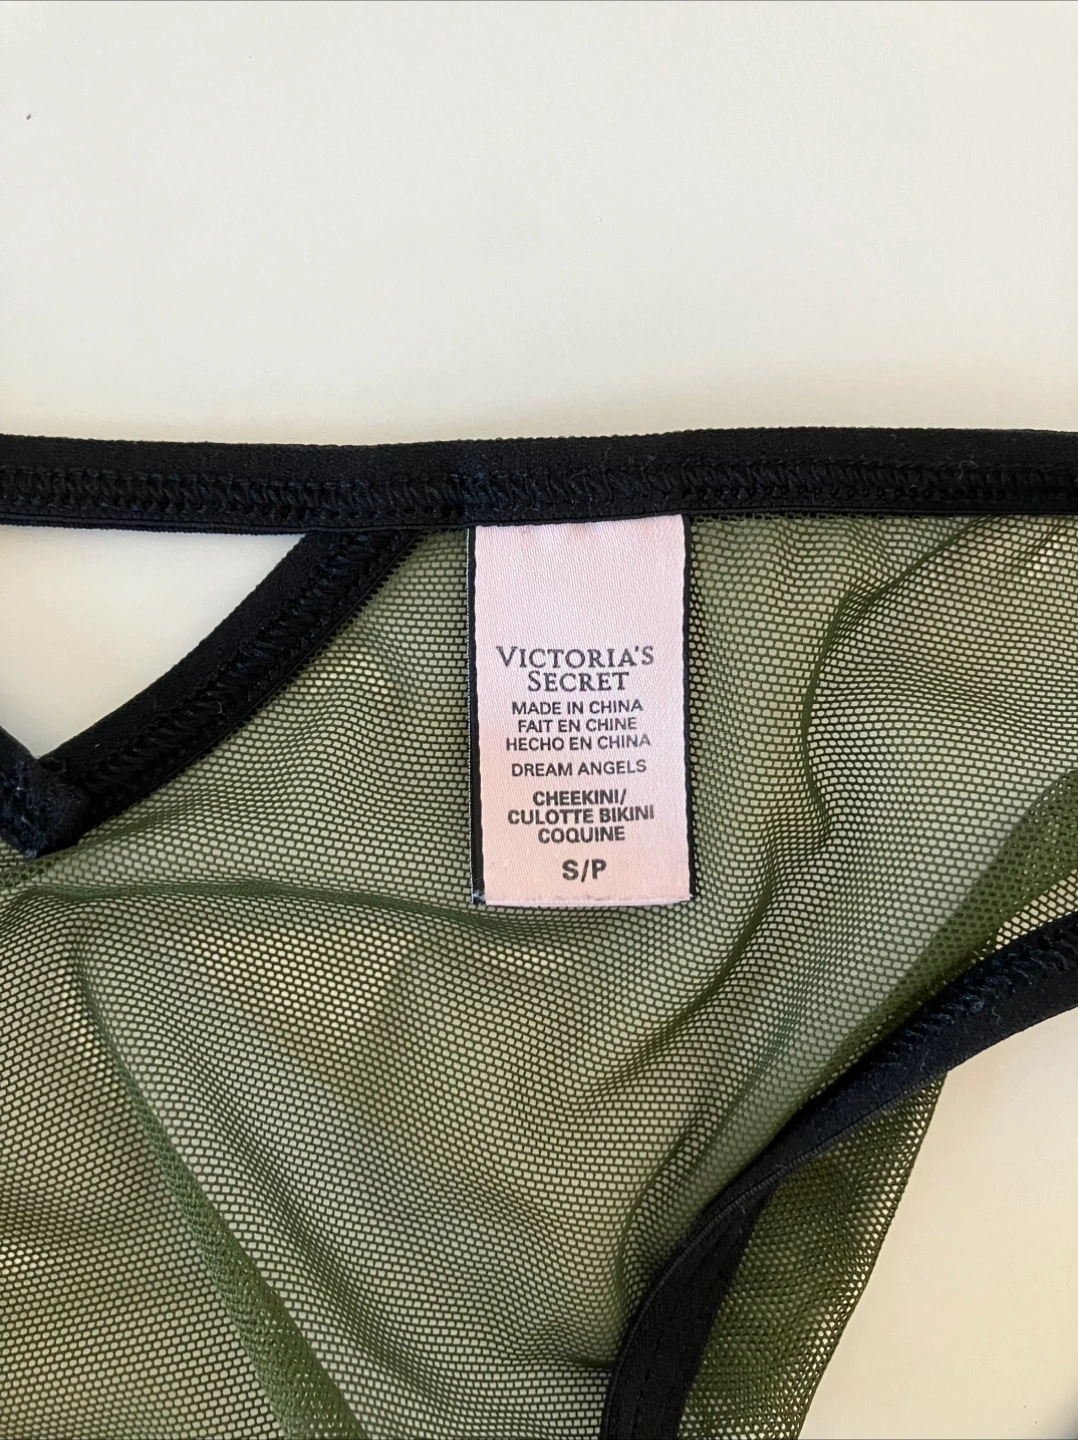 VICTORIA'S
SECRET
MADE IN CHINA
FAIT EN CHINE
HECHO EN CHINA
DREAM ANGELS
CHEEKINI/
CULOTTE BIKINI
COQUINE
S/P